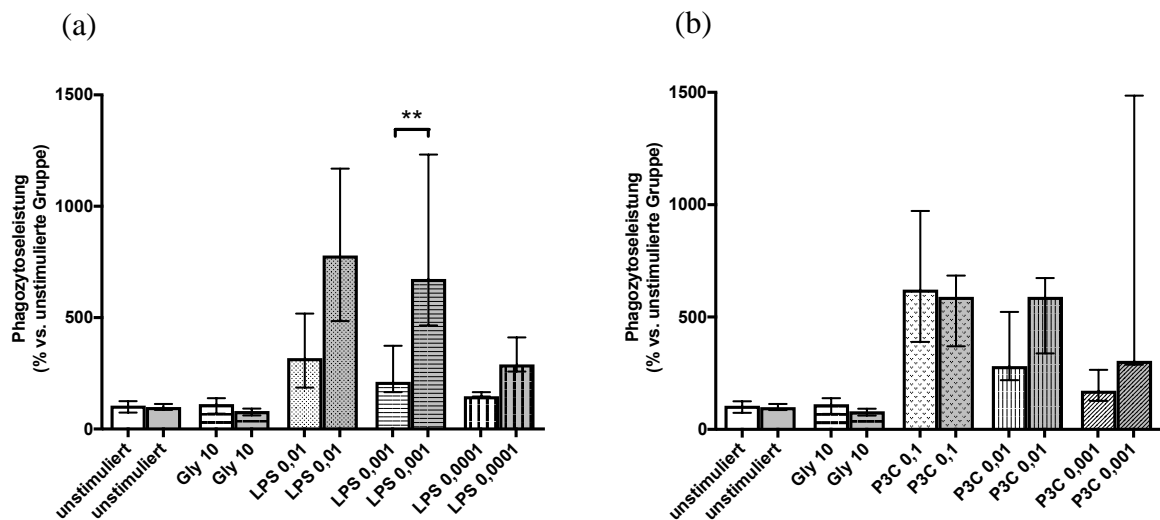 (a)
Phagozytoseleistung
(% vs. unstimulierte Gruppe)
1500
1000
500
0
**
unstimuliert
unstimuliert
Gly 10
Gly 10
LPS 0,01
LPS 0,01
LPS 0,001
LPS 0,001
LPS 0,0001
LPS 0,0001
(b)
Phagozytoseleistung
(% vs. unstimulierte Gruppe)
1500
1000
500
0
unstimuliert
unstimuliert
Gly 10
Gly 10
P3C 0,1
P3C 0,1
P3C 0,01
P3C 0,01
P3C 0,001
P3C 0,001